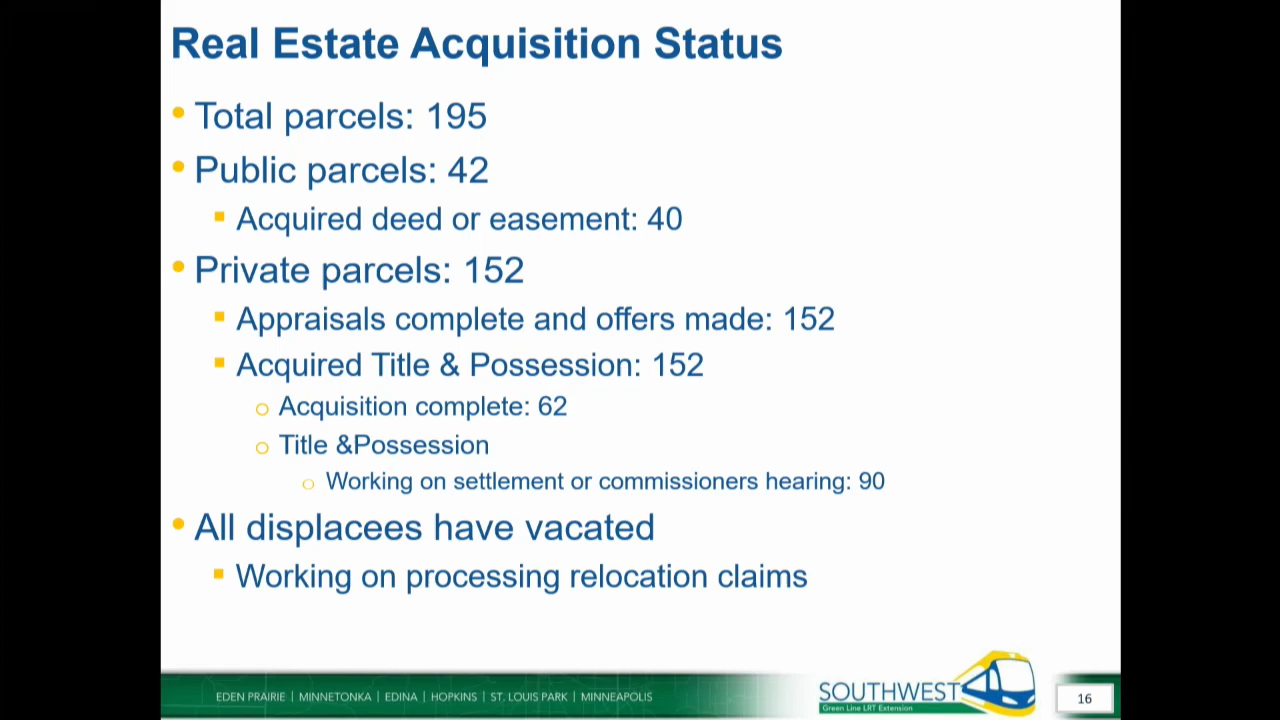 Real Estate Acquisition Status
• Total parcels: 195
• Public parcels: 42
▪ Acquired deed or easement: 40
• Private parcels: 152
▪ Appraisals complete and offers made: 152
▪ Acquired Title & Possession: 152
○ Acquisition complete: 62
○ Title &Possession
○ Working on settlement or commissioners hearing: 90
• All displacees have vacated
▪ Working on processing relocation claims
EDEN PRAIRIE | MINNETONKA | EDINA | HOPKINS | ST. LOUIS PARK | MINNEAPOLIS
SOUTHWEST
Green Line LRT Extension
16